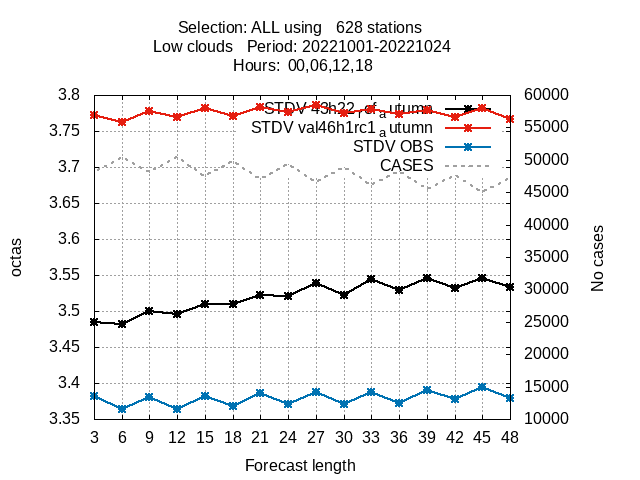 Selection: ALL using   628 stations
Low clouds   Period: 20221001-20221024
Hours:  00,06,12,18
3.8
3.75
3.7
3.65
3.6
3.55
3.5
3.45
3.4
3.35
octas
STDV 43h22_ref_autumn
STDV val46h1rc1_autumn
STDV OBS
CASES
60000
55000
50000
45000
40000
35000
30000
25000
20000
15000
10000
No cases
3 6 9 12 15 18 21 24 27 30 33 36 39 42 45 48
Forecast length